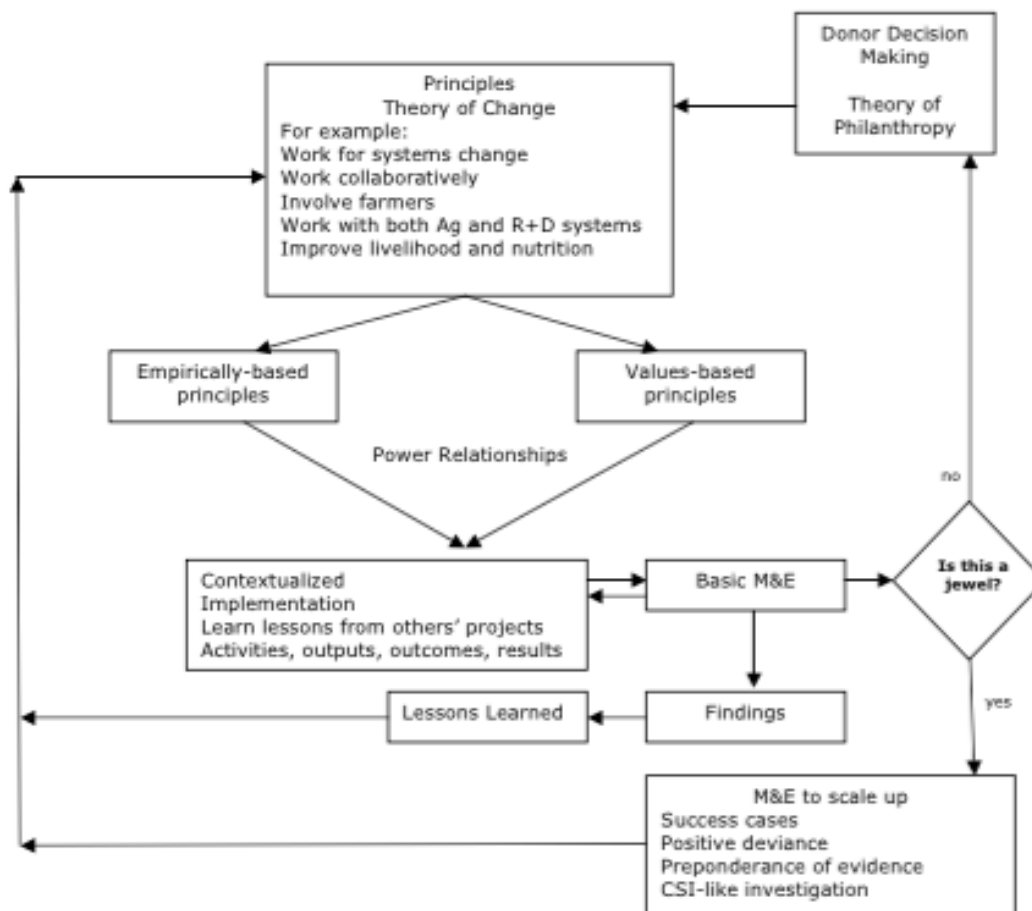 Donor Decision
Making
Theory of
Philanthropy
Principles
Theory of Change
For example:
Work for systems change
Work collaboratively
Involve farmers
Work with both Ag and R+D systems
Improve livelihood and nutrition
Empirically-based
principles
Values-based
principles
Power Relationships
no
Contextualized
Implementation
Learn lessons from others' projects
Activities, outputs, outcomes, results
Basic M&E
Is this a
jewel?
Lessons Learned
Findings
yes
M&E to scale up
Success cases
Positive deviance
Preponderance of evidence
CSI-like investigation